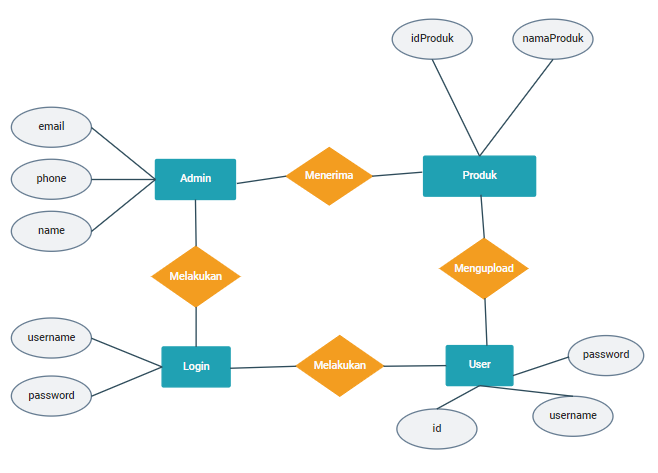 idProduk
namaProduk
email
phone
name
Admin
Menerima
Produk
Melakukan
Mengupload
username
password
Login
Melakukan
User
password
username
id